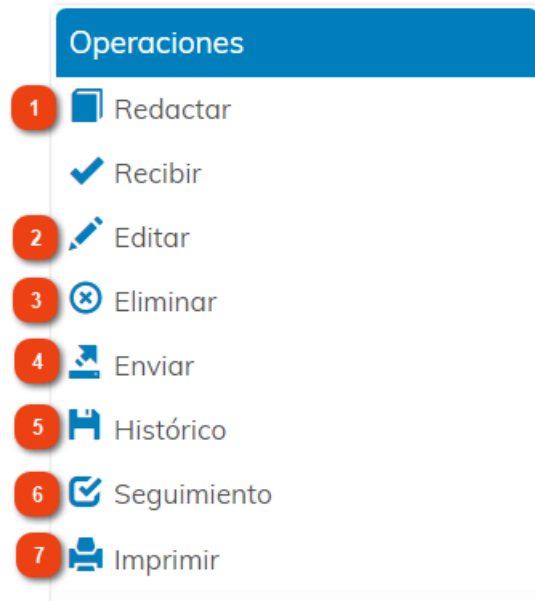 Operaciones
1 Redactar
Recibir
2 Editar
3 Eliminar
4 Enviar
5 Histórico
6 Seguimiento
7 Imprimir